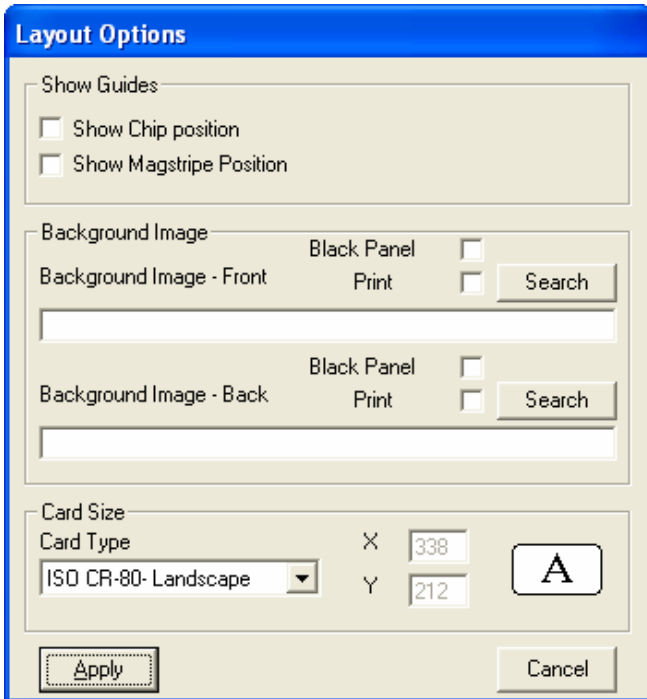 Layout Options
Show Guides
Show Chip position
Show Magstripe Position
Background Image
Black Panel
Background Image - Front Print Search
Black Panel
Background Image - Back Print Search
Card Size
Card Type X 338
ISO CR-80- Landscape Y 212 A
Apply Cancel